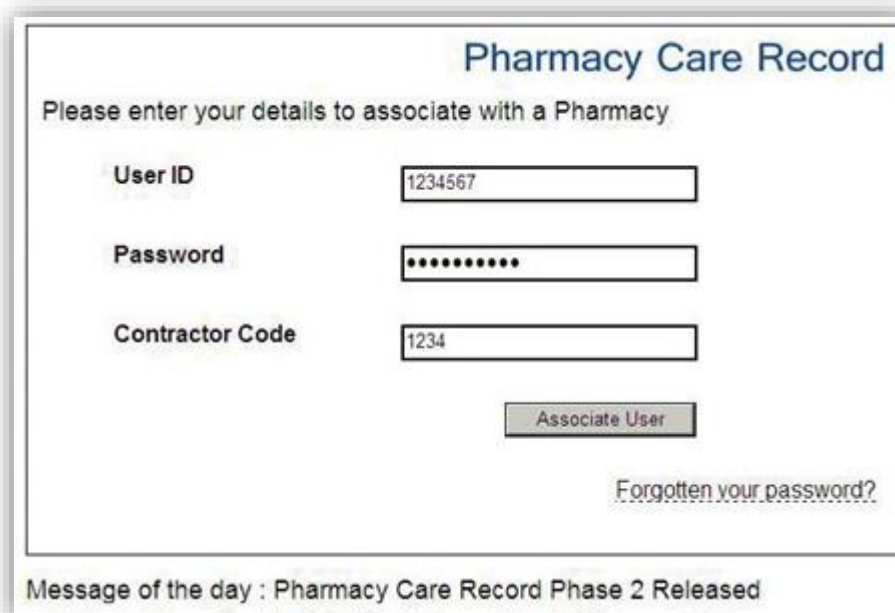 Pharmacy Care Record
Please enter your details to associate with a Pharmacy
User ID 1234567
Password ••••••••••
Contractor Code 1234
Associate User
Forgotten your password?
Message of the day : Pharmacy Care Record Phase 2 Released